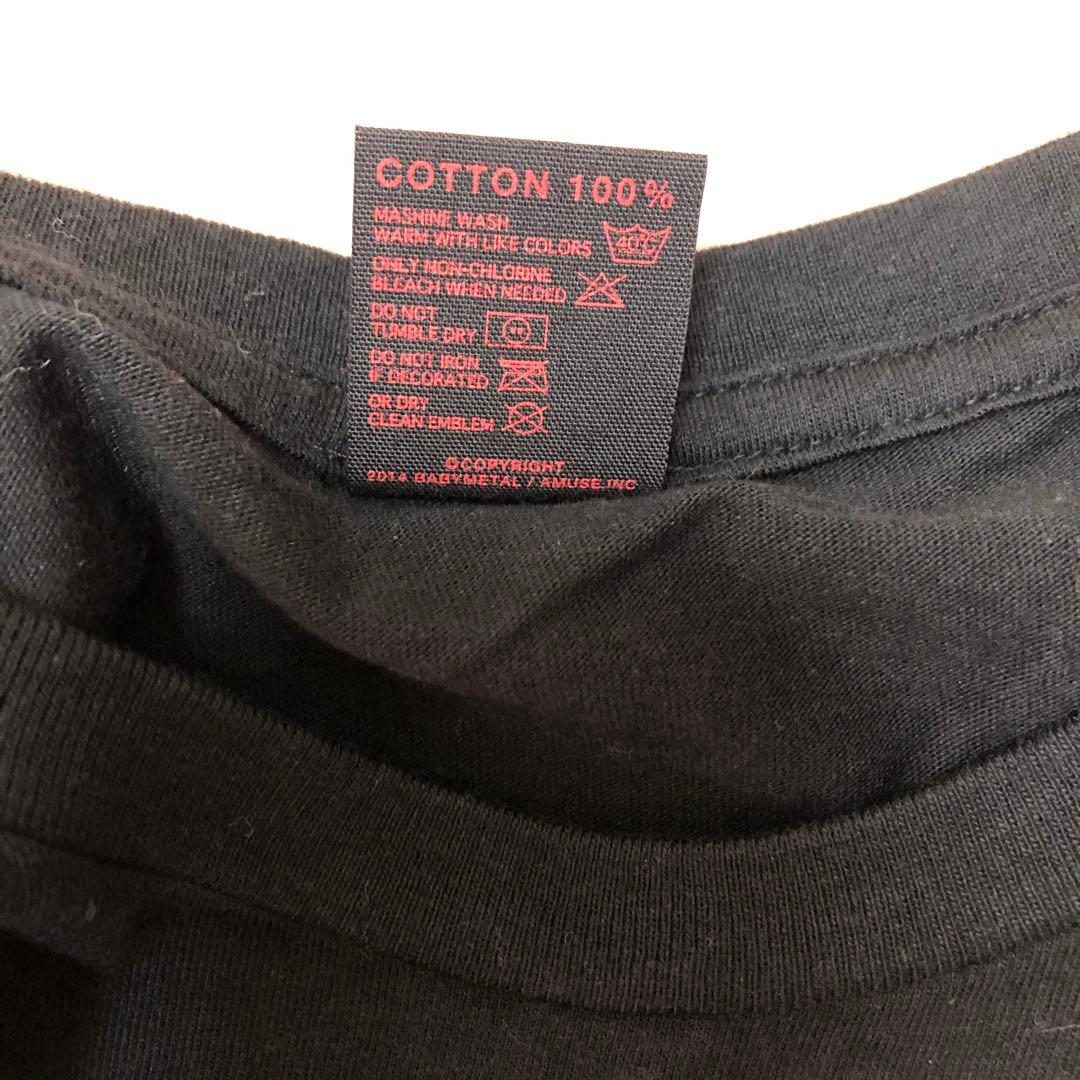 COTTON 100%
MASHINE WASH
WARM WITH LIKE COLORS
40℃
ONLY NON-CHLORINE
BLEACH WHEN NEEDED
DO NOT
TUMBLE DRY
DO NOT IRON
IF DECORATED
OR DRY
CLEAN EMBLEM
©COPYRIGHT
2014 BABYMETAL / AMUSE.INC